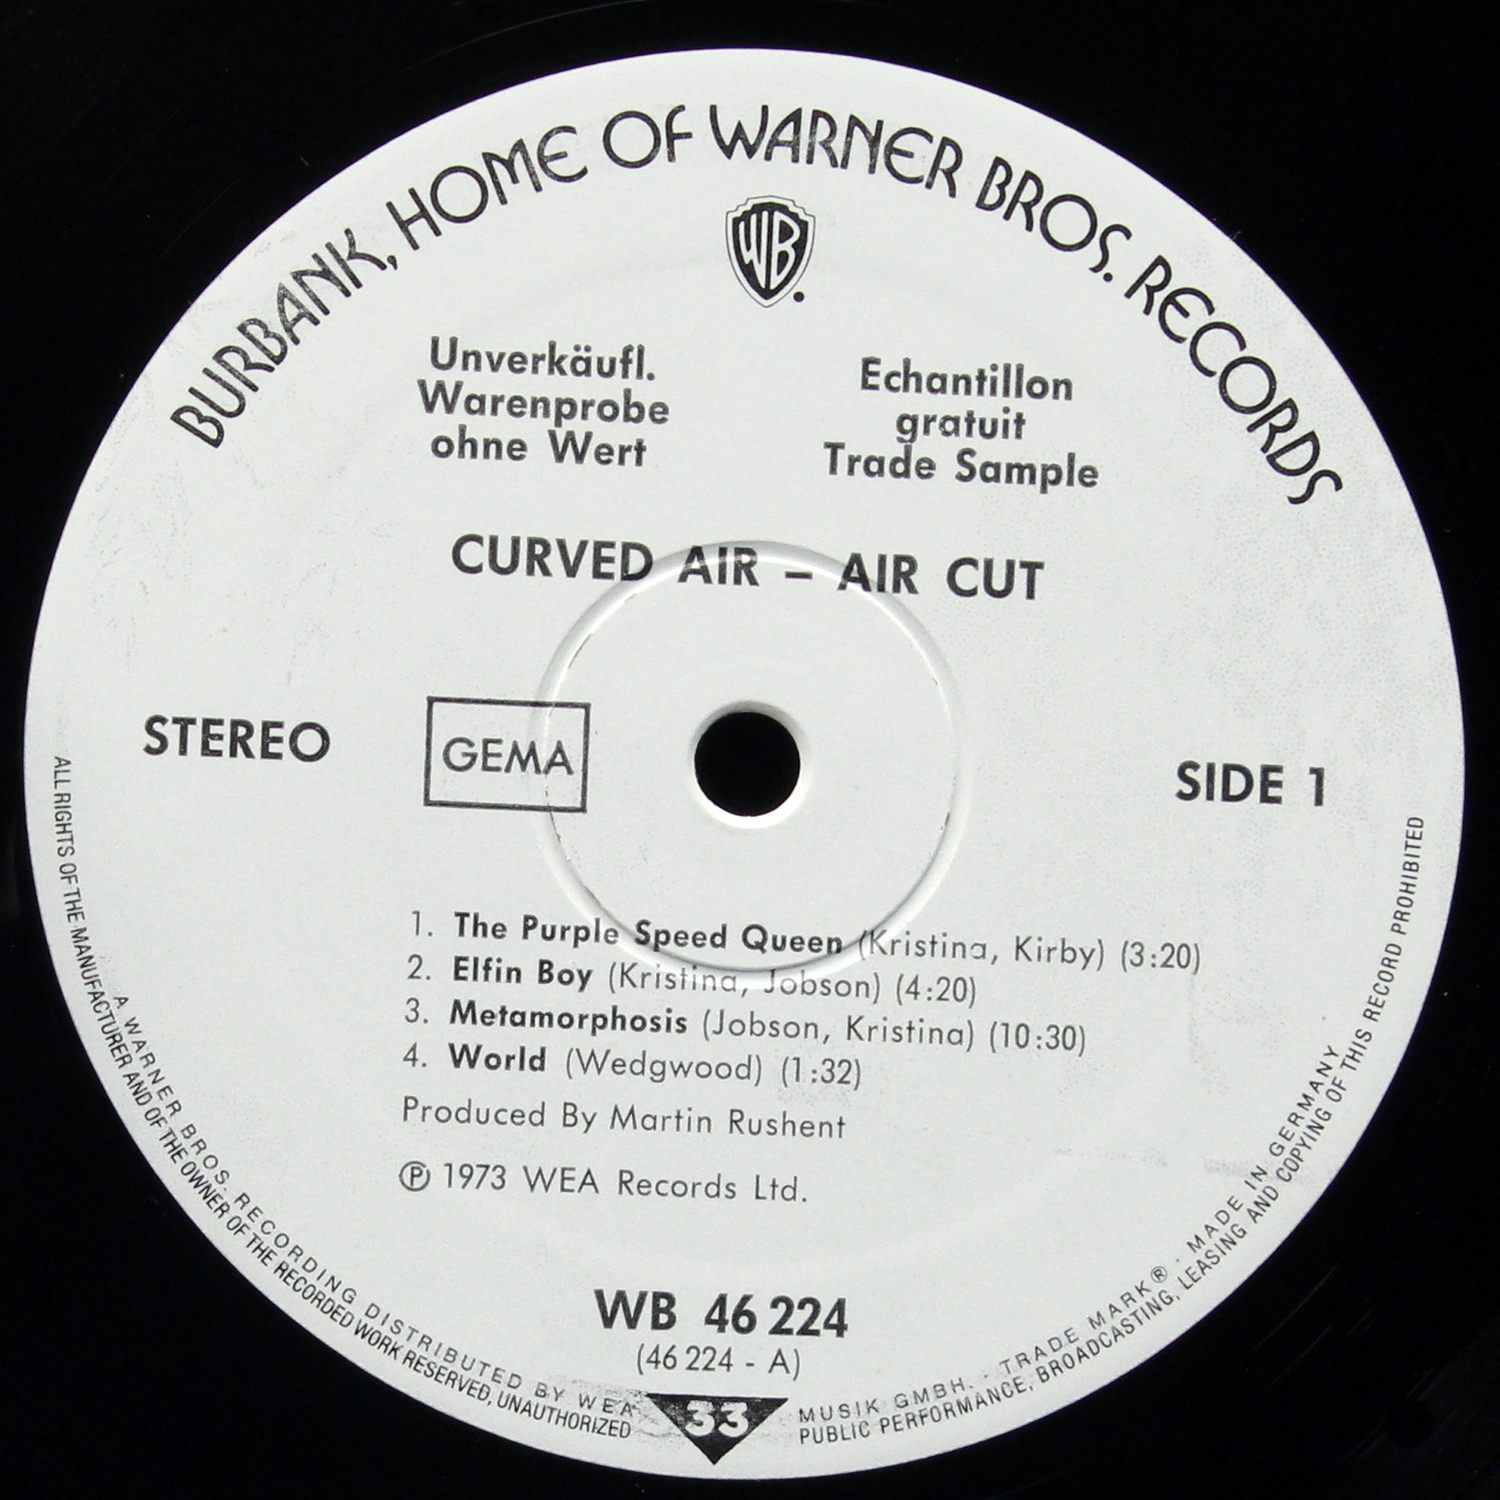 BURBANK, HOME OF WARNER BROS. RECORDS
WB
Unverkäufl.
Warenprobe
ohne Wert
Echantillon
gratuit
Trade Sample
CURVED AIR – AIR CUT
STEREO
GEMA
SIDE 1
1. The Purple Speed Queen (Kristina, Kirby) (3:20)
2. Elfin Boy (Kristina, Jobson) (4:20)
3. Metamorphosis (Jobson, Kristina) (10:30)
4. World (Wedgwood) (1:32)
Produced By Martin Rushent
℗ 1973 WEA Records Ltd.
WB 46 224
(46 224 - A)
33
A WARNER BROS. RECORDING DISTRIBUTED BY WEA MUSIK GMBH. · TRADE MARK ® · MADE IN GERMANY
ALL RIGHTS OF THE MANUFACTURER AND OF THE OWNER OF THE RECORDED WORK RESERVED, UNAUTHORIZED PUBLIC PERFORMANCE, BROADCASTING, LEASING AND COPYING OF THIS RECORD PROHIBITED